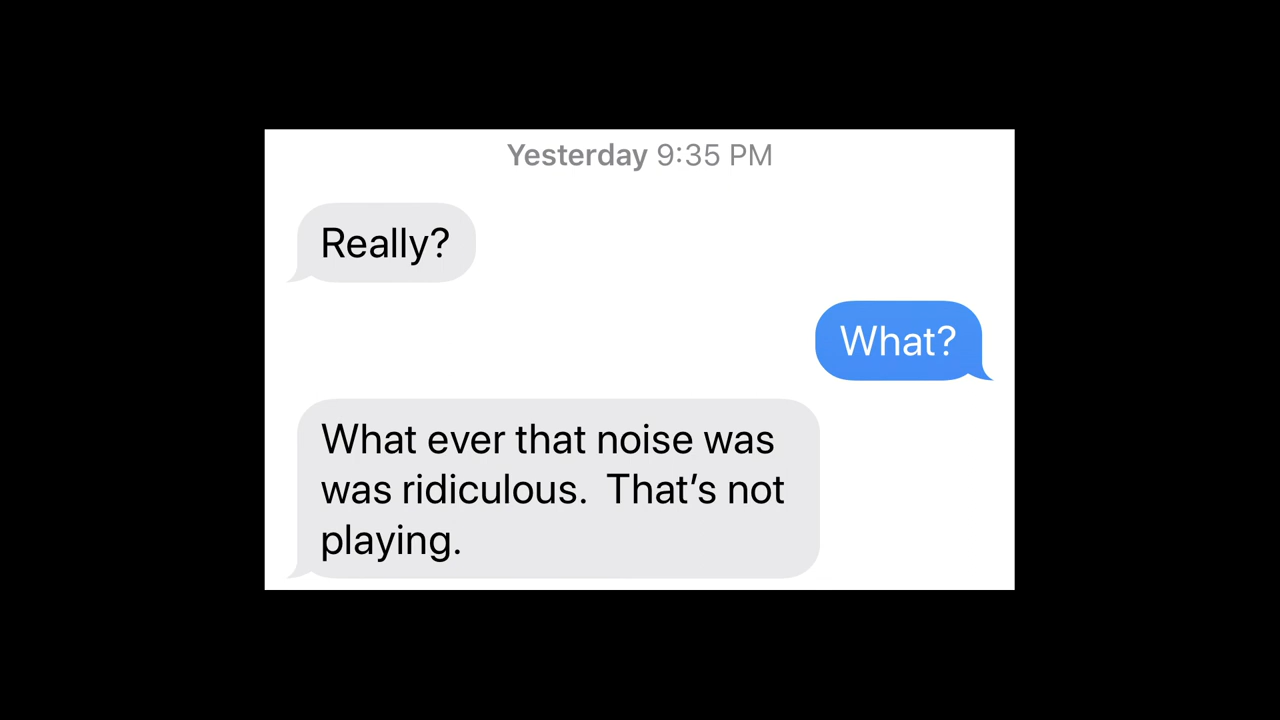 Yesterday 9:35 PM
Really?
What?
What ever that noise was
was ridiculous.  That’s not
playing.